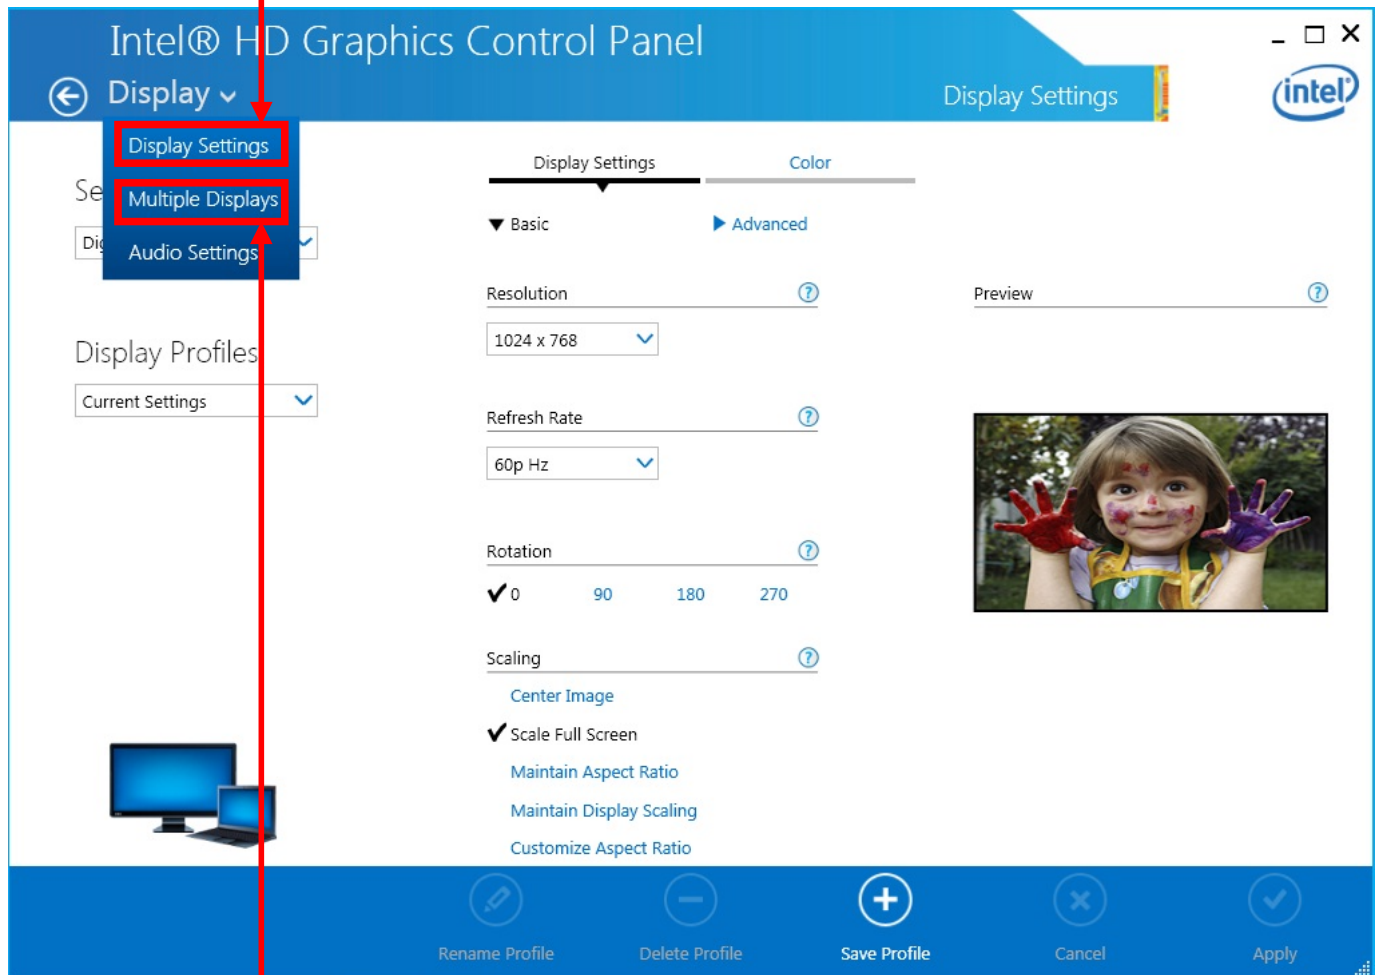 Intel® HD Graphics Control Panel
Display
Display Settings
intel
Display Settings
Multiple Displays
Audio Settings
Se
Dig
Display Profiles
Current Settings
Display Settings
Color
Basic
Advanced
Resolution
?
1024 x 768
Refresh Rate
?
60p Hz
Rotation
?
0 90 180 270
Scaling
?
Center Image
Scale Full Screen
Maintain Aspect Ratio
Maintain Display Scaling
Customize Aspect Ratio
Preview
?
Rename Profile
Delete Profile
Save Profile
Cancel
Apply